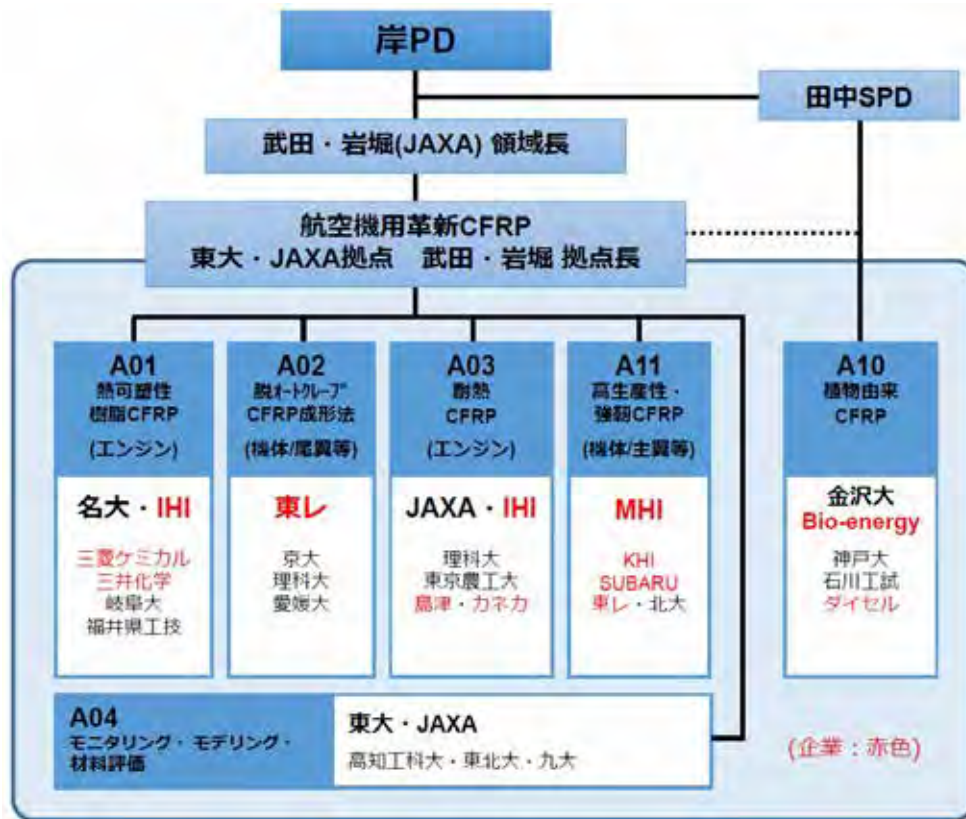 岸PD
田中SPD
武田・岩堀(JAXA) 領域長
航空機用革新CFRP
東大・JAXA拠点 武田・岩堀 拠点長
A01
熱可塑性
樹脂CFRP
(エンジン)
名大・IHI
三菱ケミカル
三井化学
岐阜大
福井県工技
A02
脱オートクレーブ
CFRP成形法
(機体/尾翼等)
東レ
京大
理科大
愛媛大
A03
耐熱
CFRP
(エンジン)
JAXA・IHI
理科大
東京農工大
島津・カネカ
A11
高生産性・
強靭CFRP
(機体/主翼等)
MHI
KHI
SUBARU
東レ・北大
A10
植物由来
CFRP
金沢大
Bio-energy
神戸大
石川工試
ダイセル
A04
モニタリング・モデリング・
材料評価
東大・JAXA
高知工科大・東北大・九大
(企業：赤色)